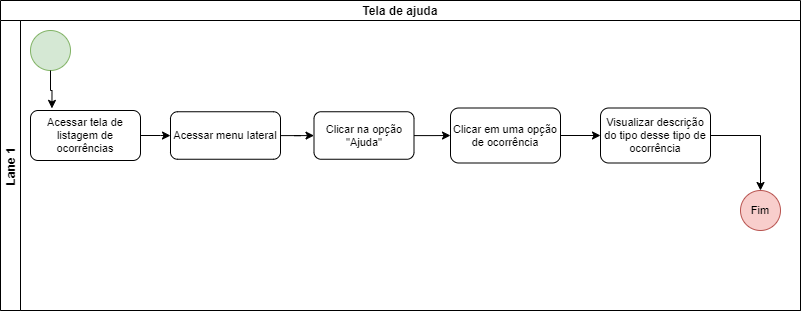 Tela de ajuda
Lane 1
Acessar tela de
listagem de
ocorrências
Acessar menu lateral
Clicar na opção
"Ajuda"
Clicar em uma opção
de ocorrência
Visualizar descrição
do tipo desse tipo de
ocorrência
Fim